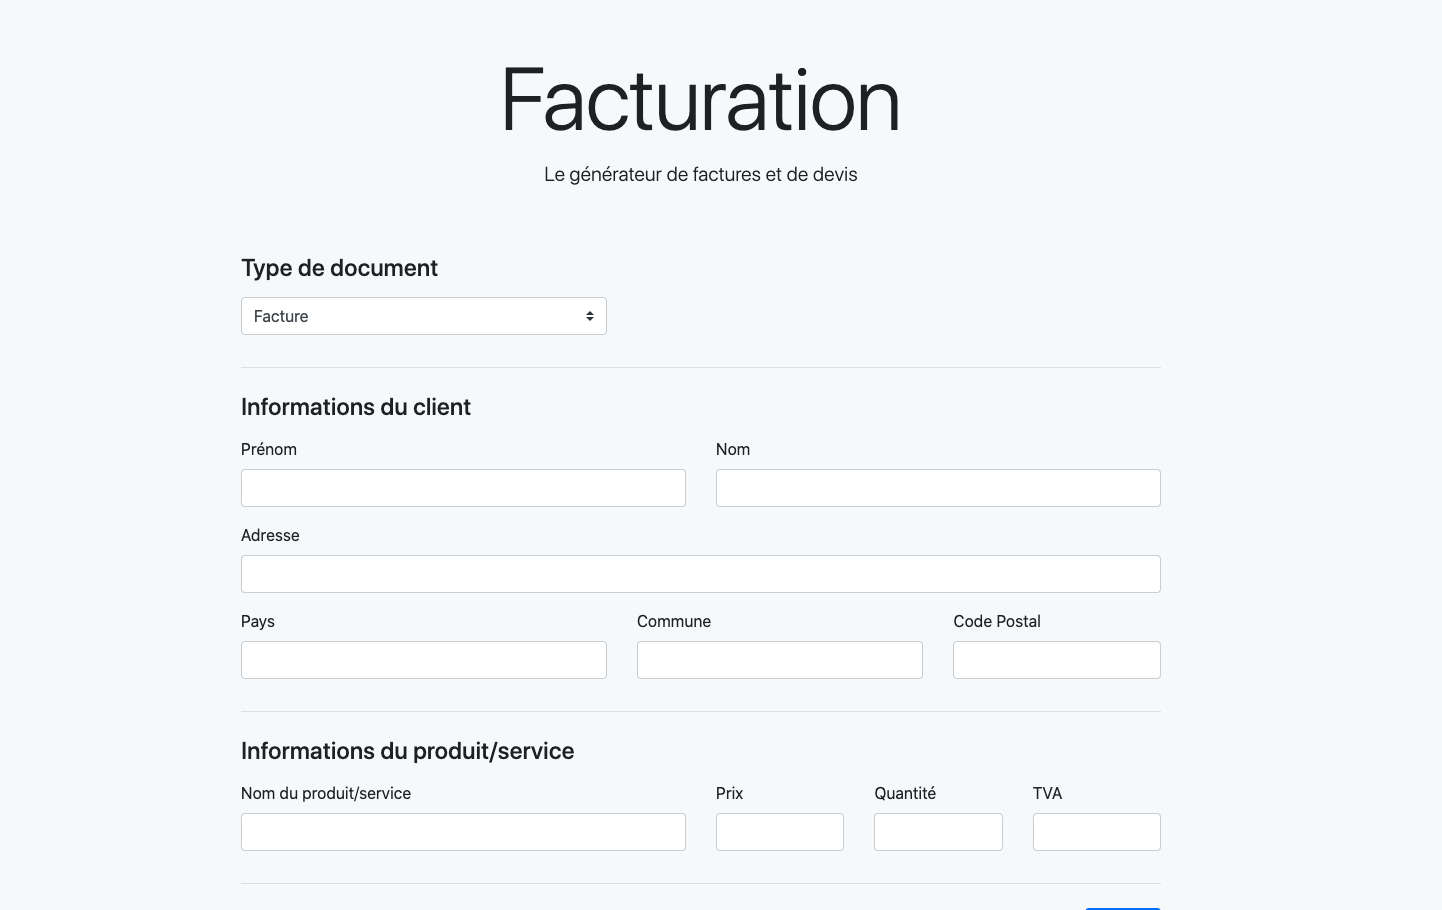 Facturation
Le générateur de factures et de devis
Type de document
Facture
Informations du client
Prénom Nom
Adresse
Pays Commune Code Postal
Informations du produit/service
Nom du produit/service Prix Quantité TVA